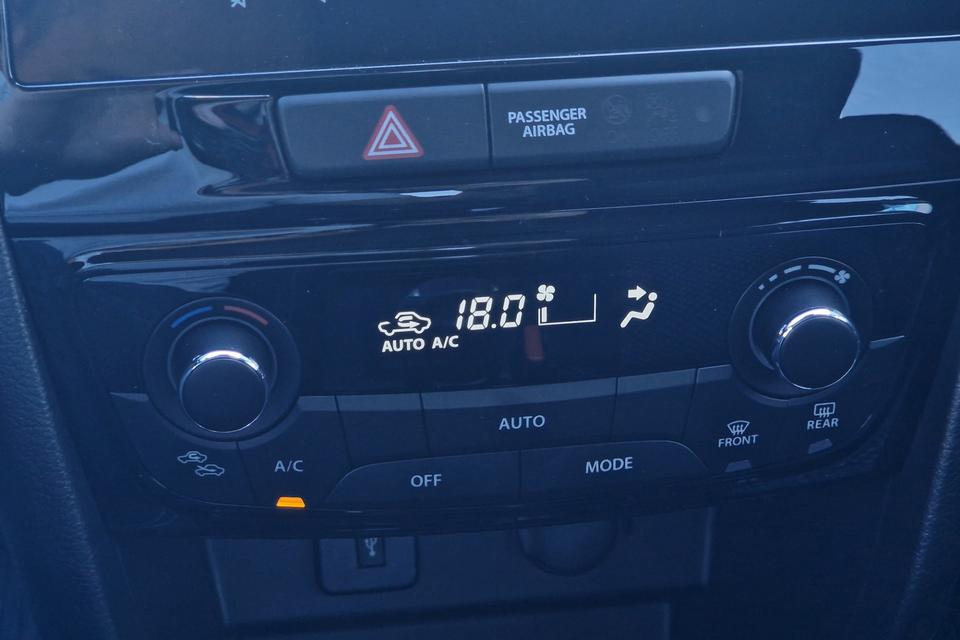 PASSENGER
AIRBAG
18.0
AUTO A/C
AUTO
FRONT
REAR
A/C
OFF
MODE